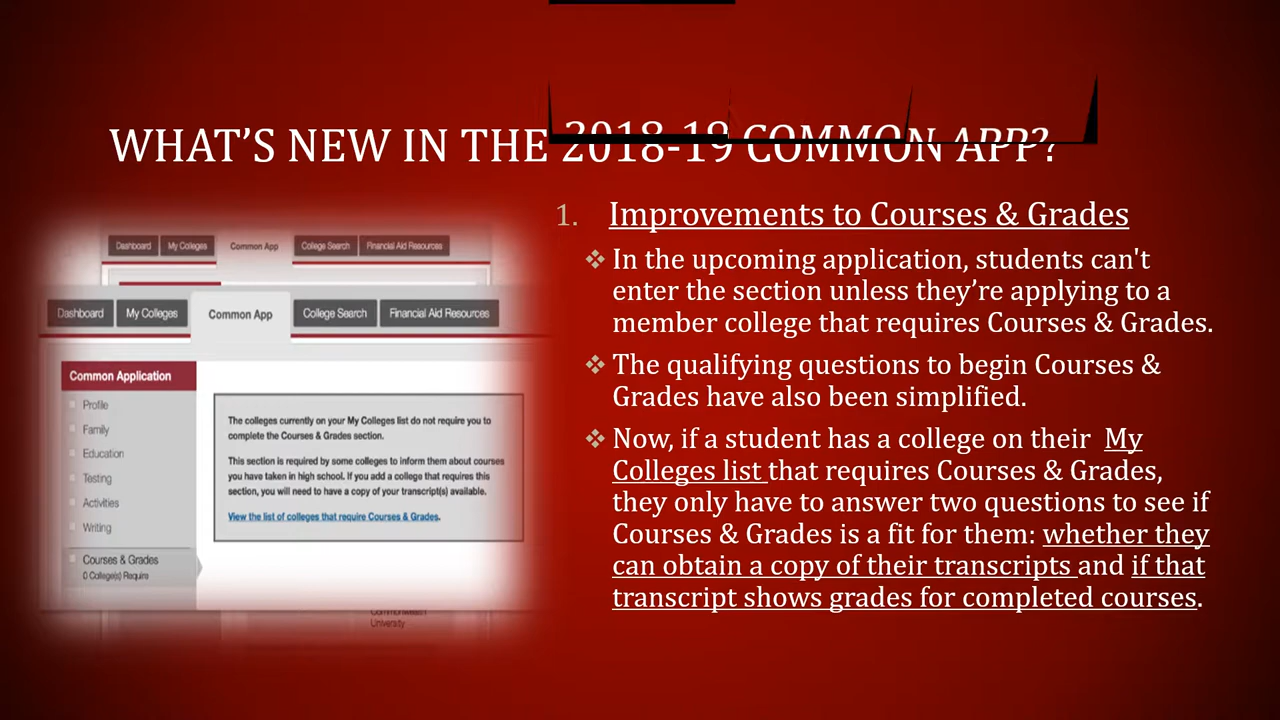 WHAT’S NEW IN THE 2018-19 COMMON APP?
Dashboard My Colleges Common App College Search Financial Aid Resources
Dashboard My Colleges Common App College Search Financial Aid Resources
Common Application
Profile
Family
Education
Testing
Activities
Writing
Courses & Grades
0 College(s) Require
The colleges currently on your My Colleges list do not require you to
complete the Courses & Grades section.
This section is required by some colleges to inform them about courses
you have taken in high school. If you add a college that requires this
section, you will need to have a copy of your transcript(s) available.
View the list of colleges that require Courses & Grades.
Commonwealth
University
1. Improvements to Courses & Grades
❖ In the upcoming application, students can't
enter the section unless they’re applying to a
member college that requires Courses & Grades.
❖ The qualifying questions to begin Courses &
Grades have also been simplified.
❖ Now, if a student has a college on their My
Colleges list that requires Courses & Grades,
they only have to answer two questions to see if
Courses & Grades is a fit for them: whether they
can obtain a copy of their transcripts and if that
transcript shows grades for completed courses.